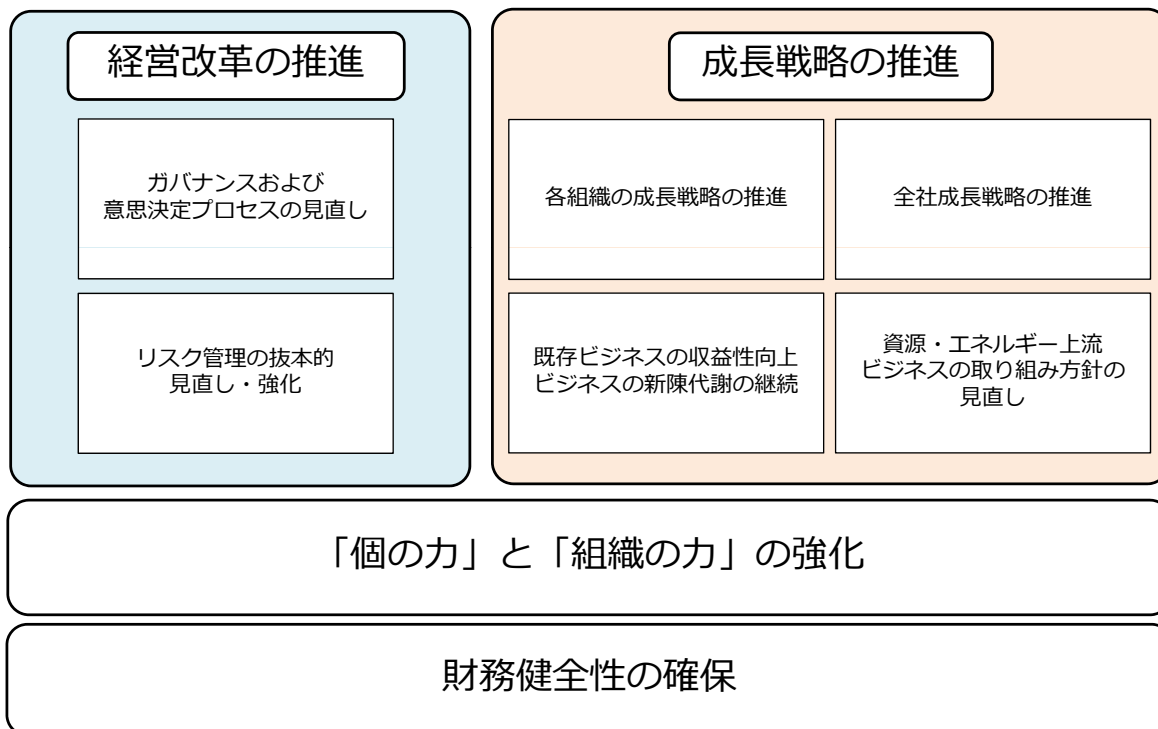 経営改革の推進
ガバナンスおよび
意思決定プロセスの見直し
リスク管理の抜本的
見直し・強化
成長戦略の推進
各組織の成長戦略の推進
全社成長戦略の推進
既存ビジネスの収益性向上
ビジネスの新陳代謝の継続
資源・エネルギー上流
ビジネスの取り組み方針の
見直し
「個の力」と「組織の力」の強化
財務健全性の確保